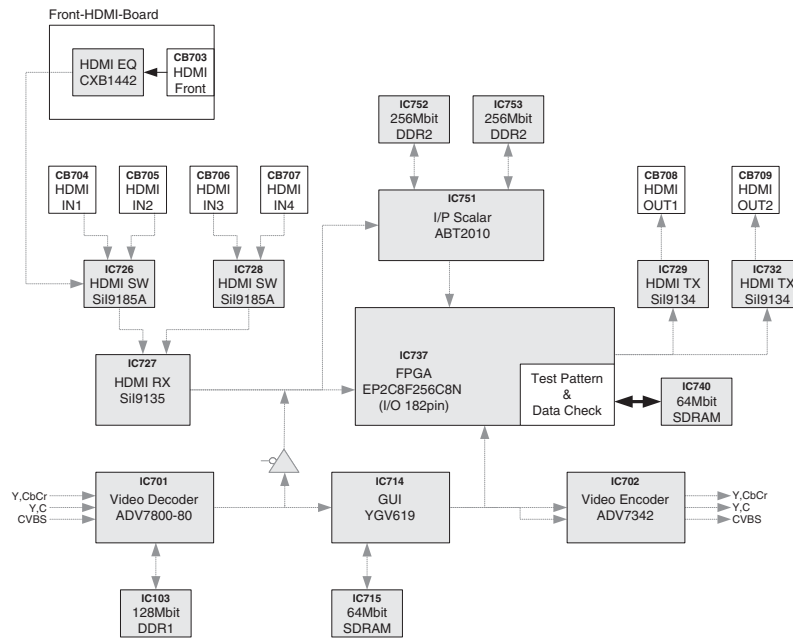 Front-HDMI-Board
HDMI EQ
CXB1442
CB703
HDMI
Front
IC752
256Mbit
DDR2
IC753
256Mbit
DDR2
CB704
HDMI
IN1
CB705
HDMI
IN2
CB706
HDMI
IN3
CB707
HDMI
IN4
IC751
I/P Scalar
ABT2010
CB708
HDMI
OUT1
CB709
HDMI
OUT2
IC726
HDMI SW
SiI9185A
IC728
HDMI SW
SiI9185A
IC729
HDMI TX
SiI9134
IC732
HDMI TX
SiI9134
IC727
HDMI RX
SiI9135
IC737
FPGA
EP2C8F256C8N
(I/O 182pin)
Test Pattern
&
Data Check
IC740
64Mbit
SDRAM
Y,CbCr
Y,C
CVBS
IC701
Video Decoder
ADV7800-80
IC714
GUI
YGV619
IC702
Video Encoder
ADV7342
Y,CbCr
Y,C
CVBS
IC103
128Mbit
DDR1
IC715
64Mbit
SDRAM